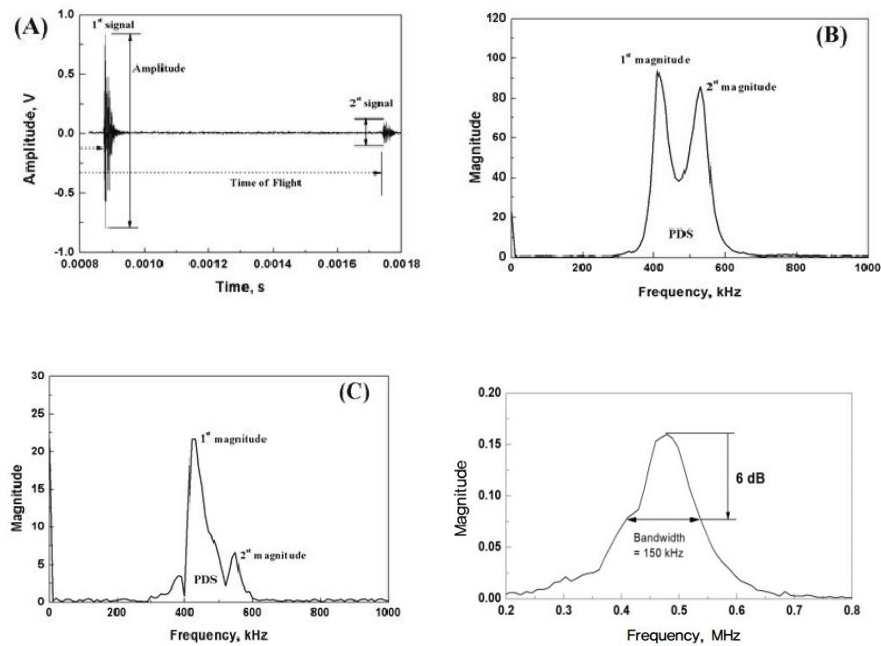 (A)
1st signal
Amplitude
2st signal
Time of Flight
Amplitude, V
1.0
0.5
0.0
-0.5
-1.0
0.0008 0.0010 0.0012 0.0014 0.0016 0.0018
Time, s
(B)
1st magnitude
2st magnitude
PDS
Magnitude
120
100
80
60
40
20
0
0 200 400 600 800 1000
Frequency, kHz
(C)
1st magnitude
2st magnitude
PDS
Magnitude
30
25
20
15
10
5
0
0 200 400 600 800 1000
Frequency, kHz
Magnitude
0.20
0.15
0.10
0.05
0.00
6 dB
Bandwidth
= 150 kHz
0.2 0.3 0.4 0.5 0.6 0.7 0.8
Frequency, MHz